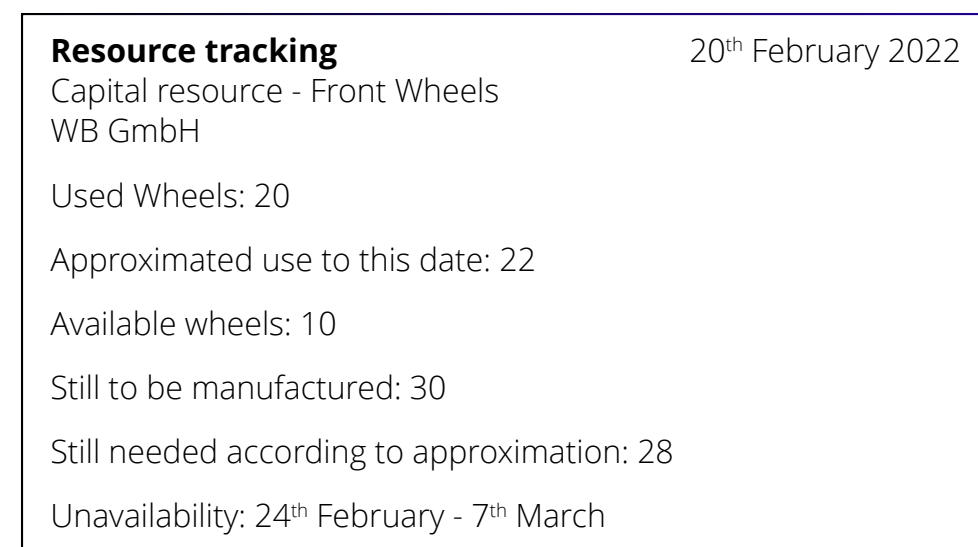 Resource tracking 20th February 2022
Capital resource - Front Wheels
WB GmbH
Used Wheels: 20
Approximated use to this date: 22
Available wheels: 10
Still to be manufactured: 30
Still needed according to approximation: 28
Unavailability: 24th February - 7th March